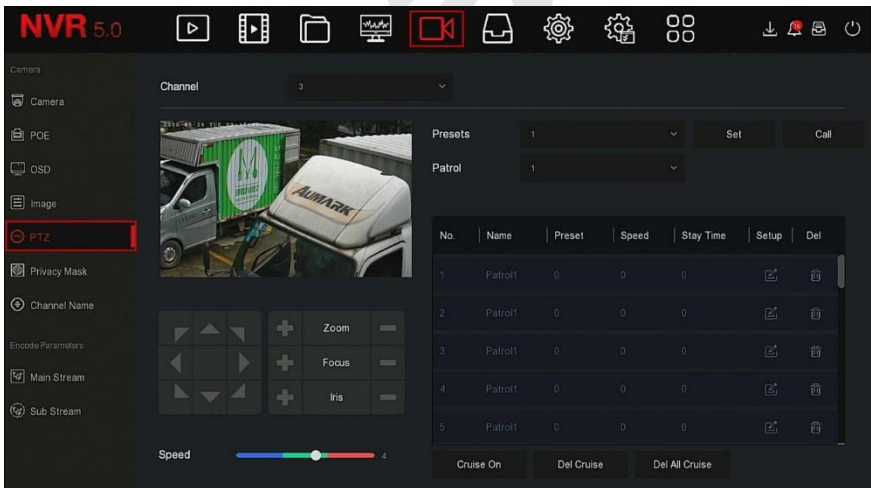 NVR 5.0
16
Camera
Camera
POE
OSD
Image
PTZ
Privacy Mask
Channel Name
Encode Parameters
Main Stream
Sub Stream
Channel 3
AUMARK
Zoom
Focus
Iris
Speed 4
Presets 1 Set Call
Patrol 1
No. Name Preset Speed Stay Time Setup Del
1 Patrol1 0 0 0
2 Patrol1 0 0 0
3 Patrol1 0 0 0
4 Patrol1 0 0 0
5 Patrol1 0 0 0
Cruise On Del Cruise Del All Cruise